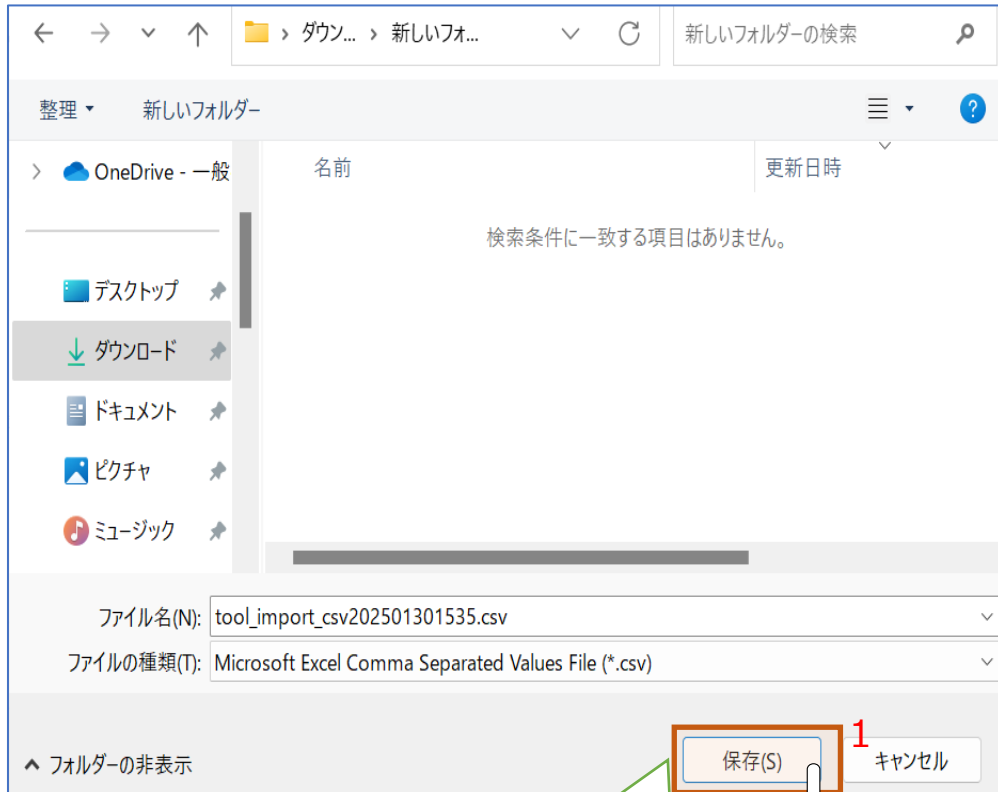 ダウン... › 新しいフォ...
新しいフォルダーの検索
整理 新しいフォルダー
?
OneDrive - 一般
名前 更新日時
検索条件に一致する項目はありません。
デスクトップ
ダウンロード
ドキュメント
ピクチャ
ミュージック
ファイル名(N): tool_import_csv202501301535.csv
ファイルの種類(T): Microsoft Excel Comma Separated Values File (*.csv)
1
フォルダーの非表示 保存(S) キャンセル